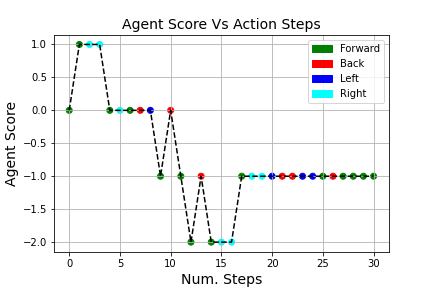 Agent Score Vs Action Steps
Agent Score
1.0
0.5
0.0
−0.5
−1.0
−1.5
−2.0
Forward
Back
Left
Right
0 5 10 15 20 25 30
Num. Steps